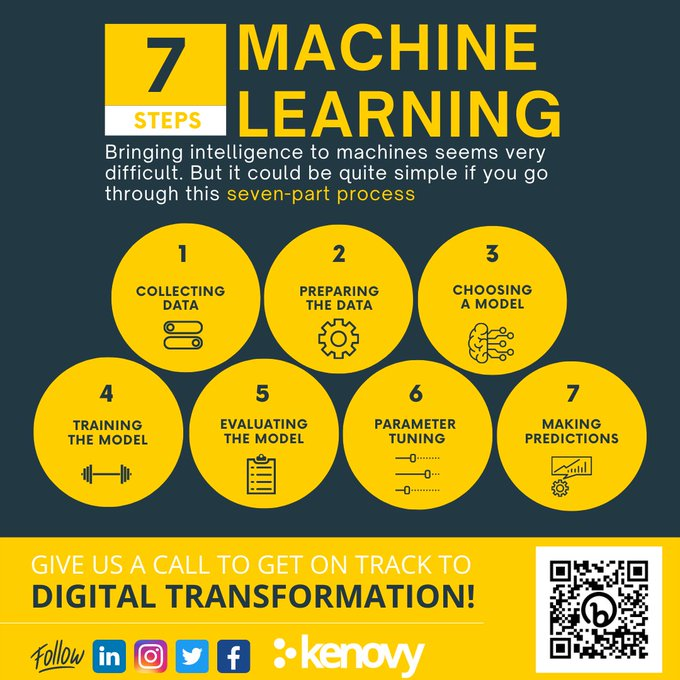 7
STEPS
MACHINE
LEARNING
Bringing intelligence to machines seems very
difficult. But it could be quite simple if you go
through this seven-part process
1
COLLECTING
DATA
2
PREPARING
THE DATA
3
CHOOSING
A MODEL
4
TRAINING
THE MODEL
5
EVALUATING
THE MODEL
6
PARAMETER
TUNING
7
MAKING
PREDICTIONS
GIVE US A CALL TO GET ON TRACK TO
DIGITAL TRANSFORMATION!
Follow
in
f
kenovy
b